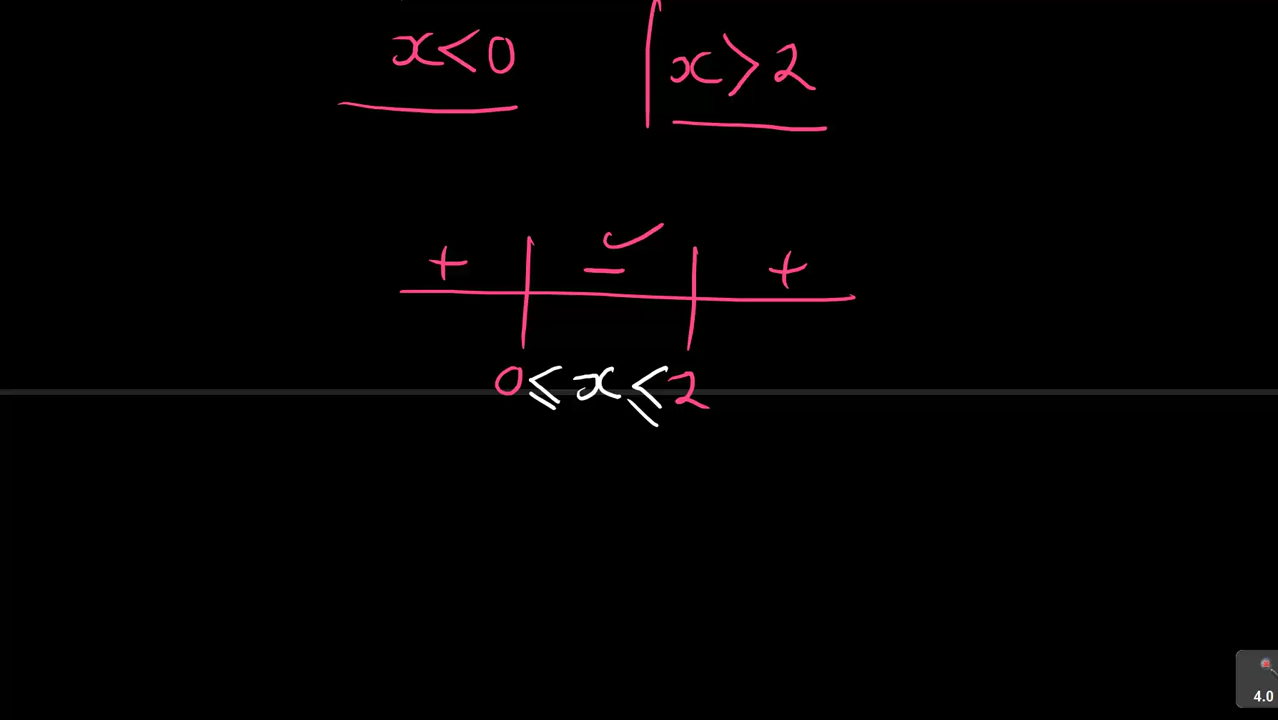 x<0 | x>2
+ | − ✓ | +
0 ≤ x ≤ 2
4.0